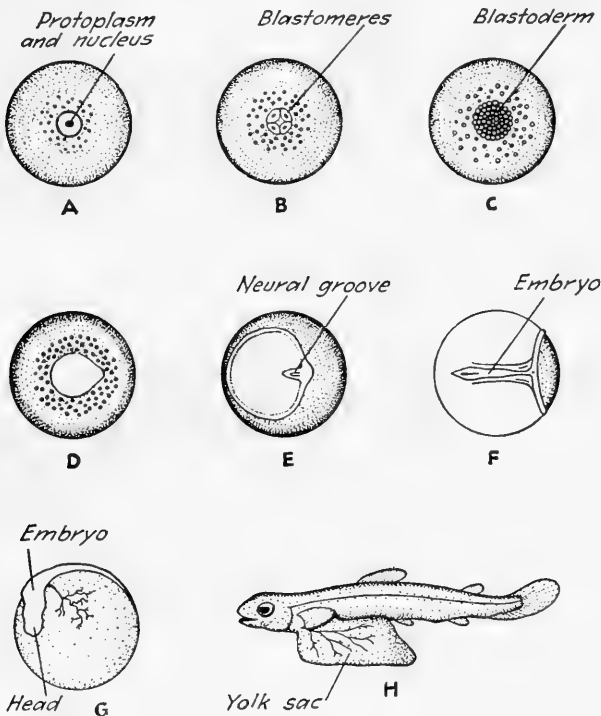 Protoplasm
and nucleus
Blastomeres
Blastoderm
A
B
C
Neural groove
Embryo
D
E
F
Embryo
Head
G
Yolk sac
H